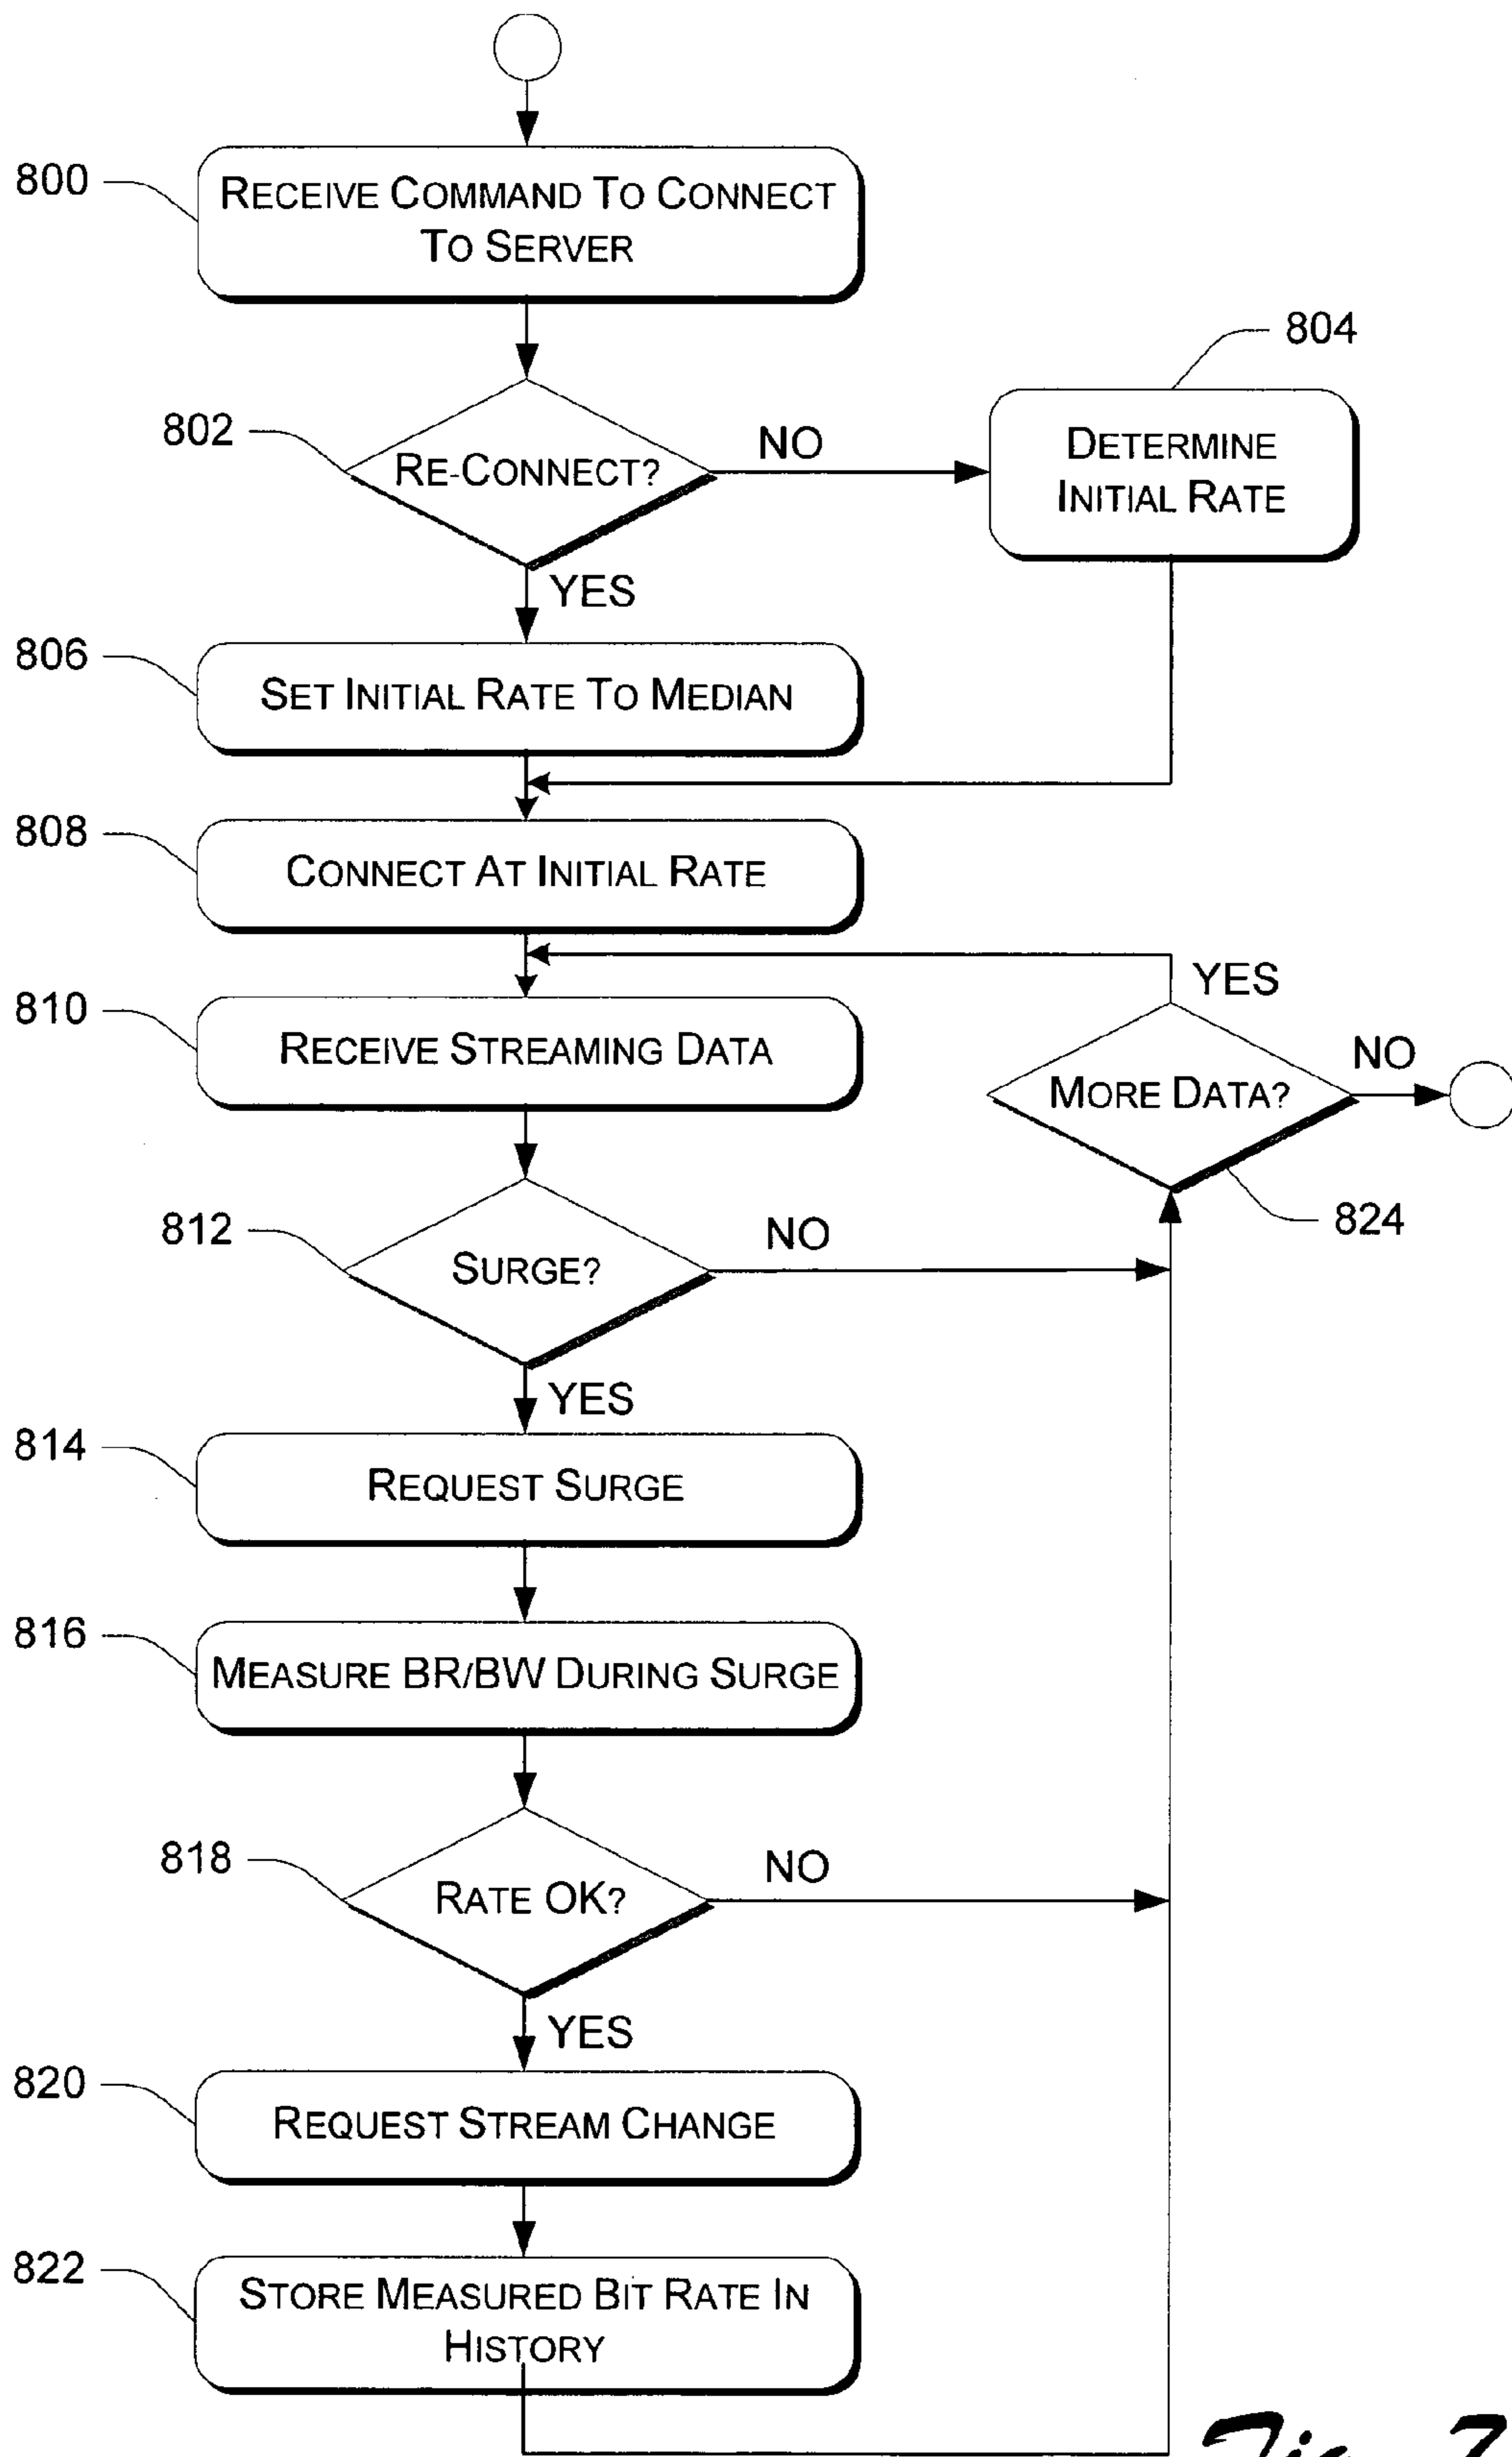 800
RECEIVE COMMAND TO CONNECT
TO SERVER
804
802
RE-CONNECT?
NO
DETERMINE
INITIAL RATE
YES
806
SET INITIAL RATE TO MEDIAN
808
CONNECT AT INITIAL RATE
YES
810
RECEIVE STREAMING DATA
MORE DATA?
NO
824
812
SURGE?
NO
YES
814
REQUEST SURGE
816
MEASURE BR/BW DURING SURGE
818
RATE OK?
NO
YES
820
REQUEST STREAM CHANGE
822
STORE MEASURED BIT RATE IN
HISTORY
Fig. 7